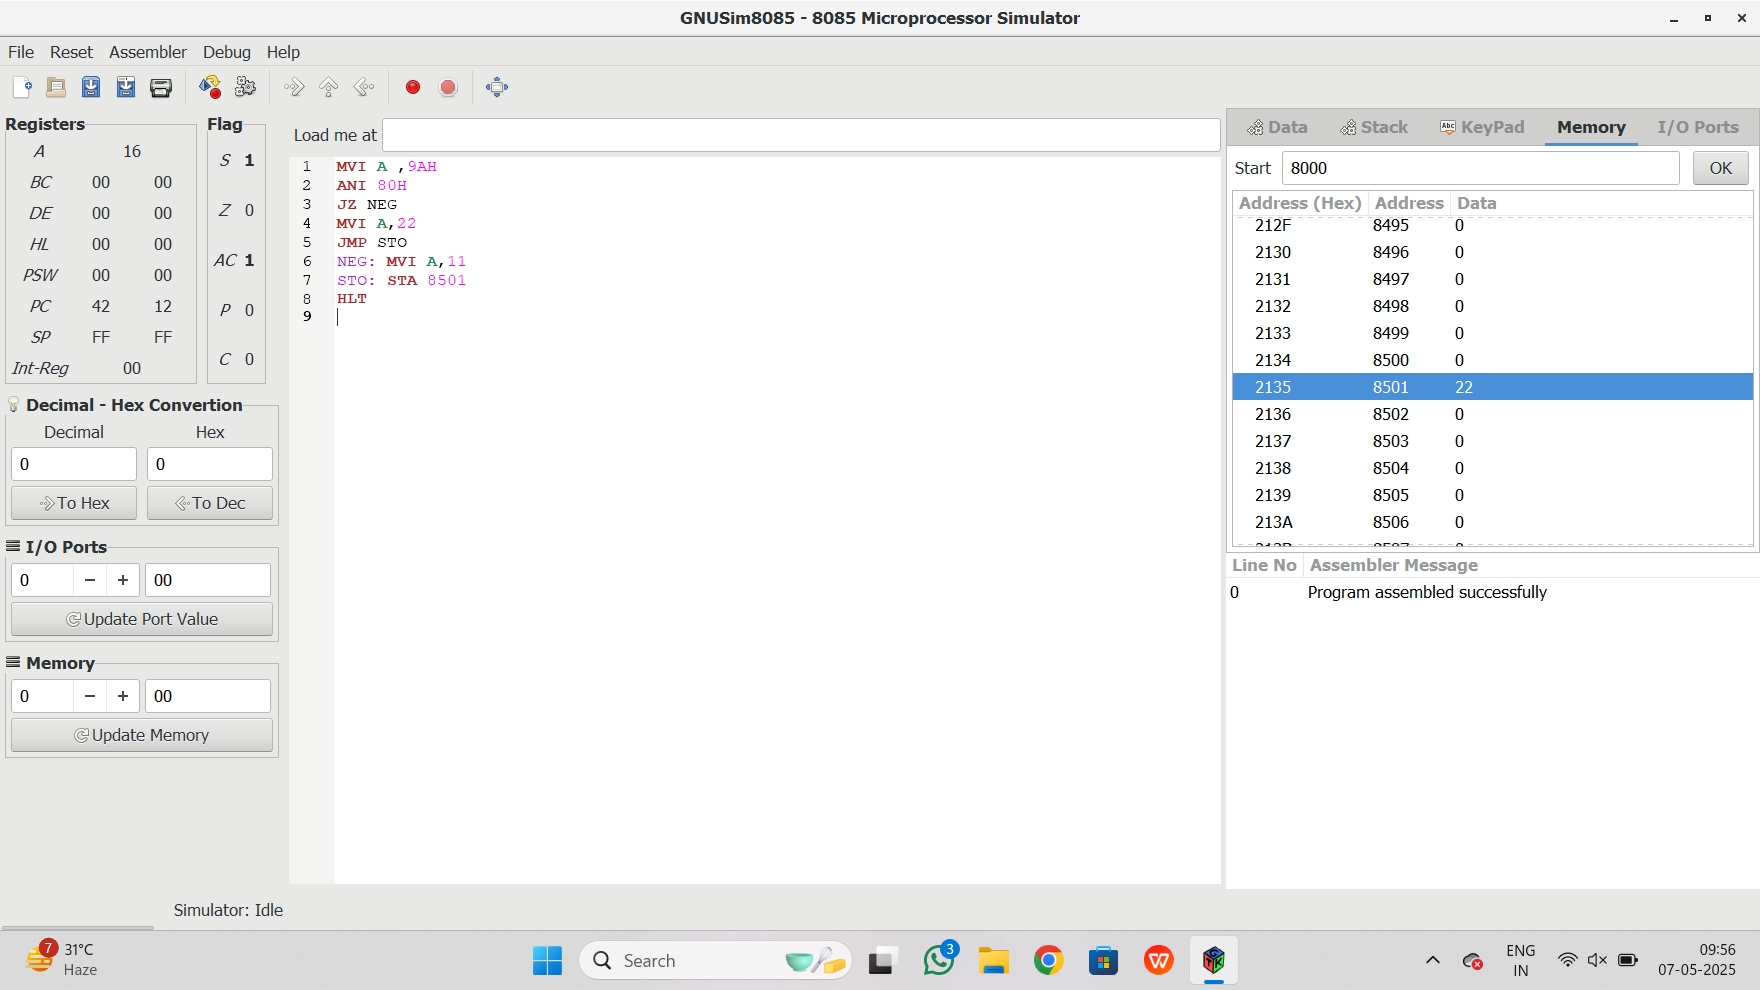 GNUSim8085 - 8085 Microprocessor Simulator
File Reset Assembler Debug Help
Registers
A 16
BC 00 00
DE 00 00
HL 00 00
PSW 00 00
PC 42 12
SP FF FF
Int-Reg 00
Flag
S 1
Z 0
AC 1
P 0
C 0
Decimal - Hex Convertion
Decimal Hex
0 0
To Hex To Dec
I/O Ports
0 − + 00
Update Port Value
Memory
0 − + 00
Update Memory
Load me at
1 MVI A ,9AH
2 ANI 80H
3 JZ NEG
4 MVI A,22
5 JMP STO
6 NEG: MVI A,11
7 STO: STA 8501
8 HLT
9
Data Stack Abc KeyPad Memory I/O Ports
Start 8000 OK
Address (Hex) Address Data
212F 8495 0
2130 8496 0
2131 8497 0
2132 8498 0
2133 8499 0
2134 8500 0
2135 8501 22
2136 8502 0
2137 8503 0
2138 8504 0
2139 8505 0
213A 8506 0
Line No Assembler Message
0 Program assembled successfully
Simulator: Idle
7 31°C
Haze
Search
3
W
ENG
IN
09:56
07-05-2025